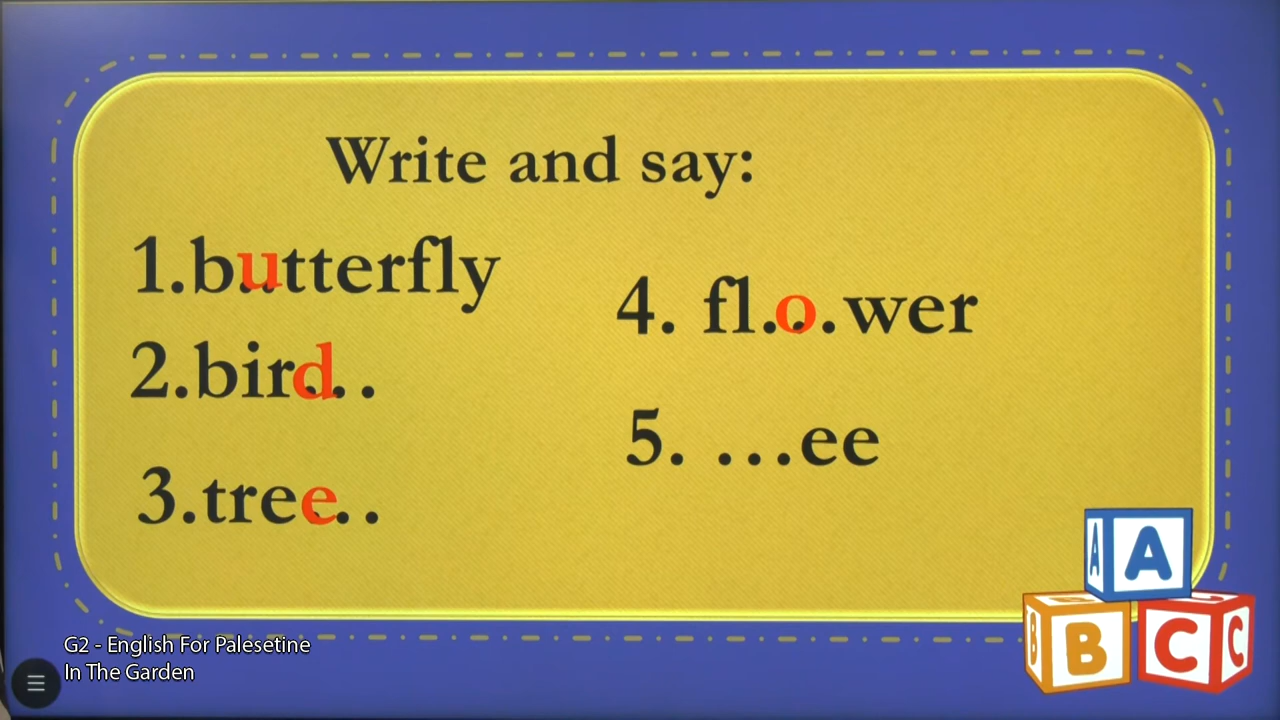 Write and say:
1.butterfly
2.bird. .
3.tree. .
4. fl.o.wer
5. ...ee
A A
B B
C C
G2 - English For Palesetine
In The Garden